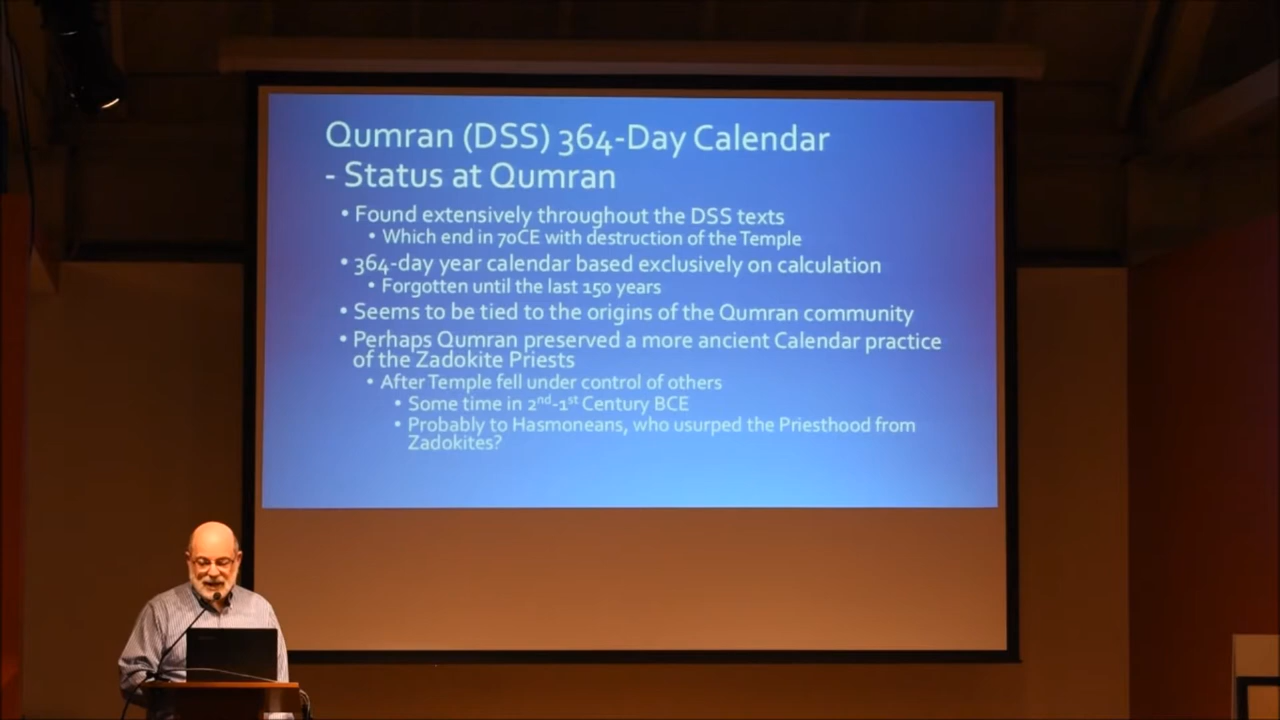 Qumran (DSS) 364-Day Calendar
- Status at Qumran
• Found extensively throughout the DSS texts
• Which end in 70CE with destruction of the Temple
• 364-day year calendar based exclusively on calculation
• Forgotten until the last 150 years
• Seems to be tied to the origins of the Qumran community
• Perhaps Qumran preserved a more ancient Calendar practice
of the Zadokite Priests
• After Temple fell under control of others
• Some time in 2nd-1st Century BCE
• Probably to Hasmoneans, who usurped the Priesthood from
Zadokites?